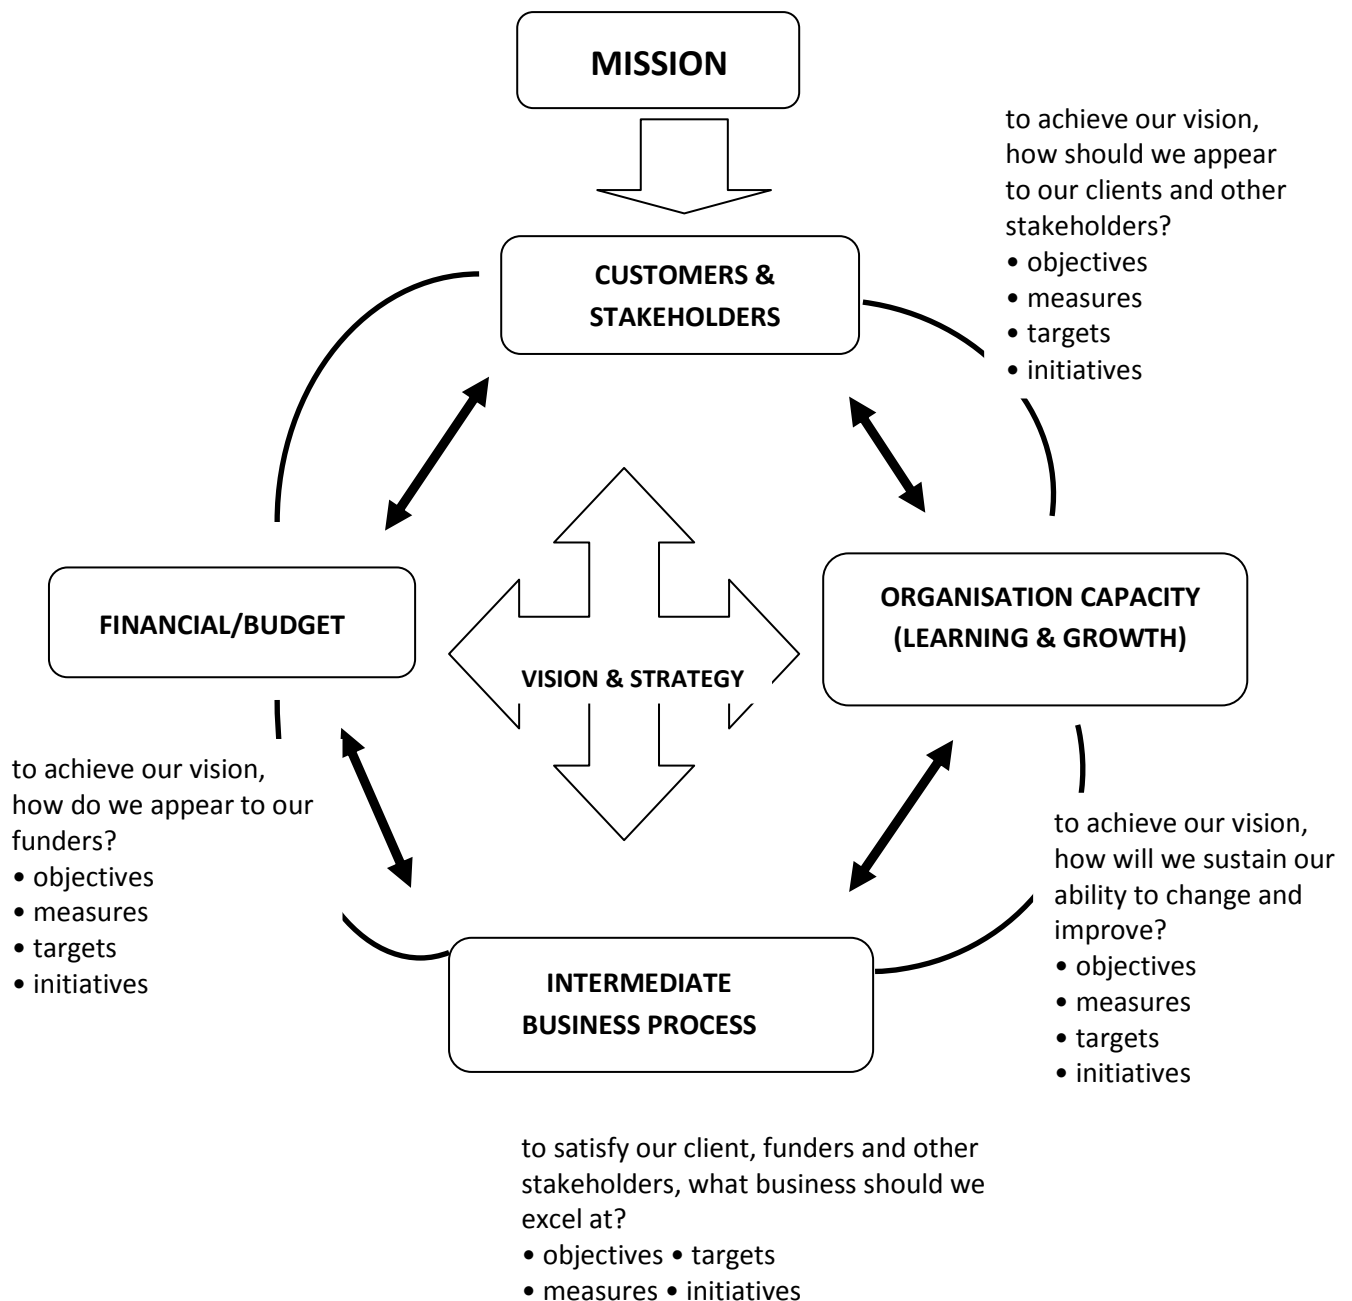 MISSION
to achieve our vision,
how should we appear
to our clients and other
stakeholders?
• objectives
• measures
• targets
• initiatives
CUSTOMERS &
STAKEHOLDERS
FINANCIAL/BUDGET
ORGANISATION CAPACITY
(LEARNING & GROWTH)
VISION & STRATEGY
to achieve our vision,
how do we appear to our
funders?
• objectives
• measures
• targets
• initiatives
to achieve our vision,
how will we sustain our
ability to change and
improve?
• objectives
• measures
• targets
• initiatives
INTERMEDIATE
BUSINESS PROCESS
to satisfy our client, funders and other
stakeholders, what business should we
excel at?
• objectives • targets
• measures • initiatives